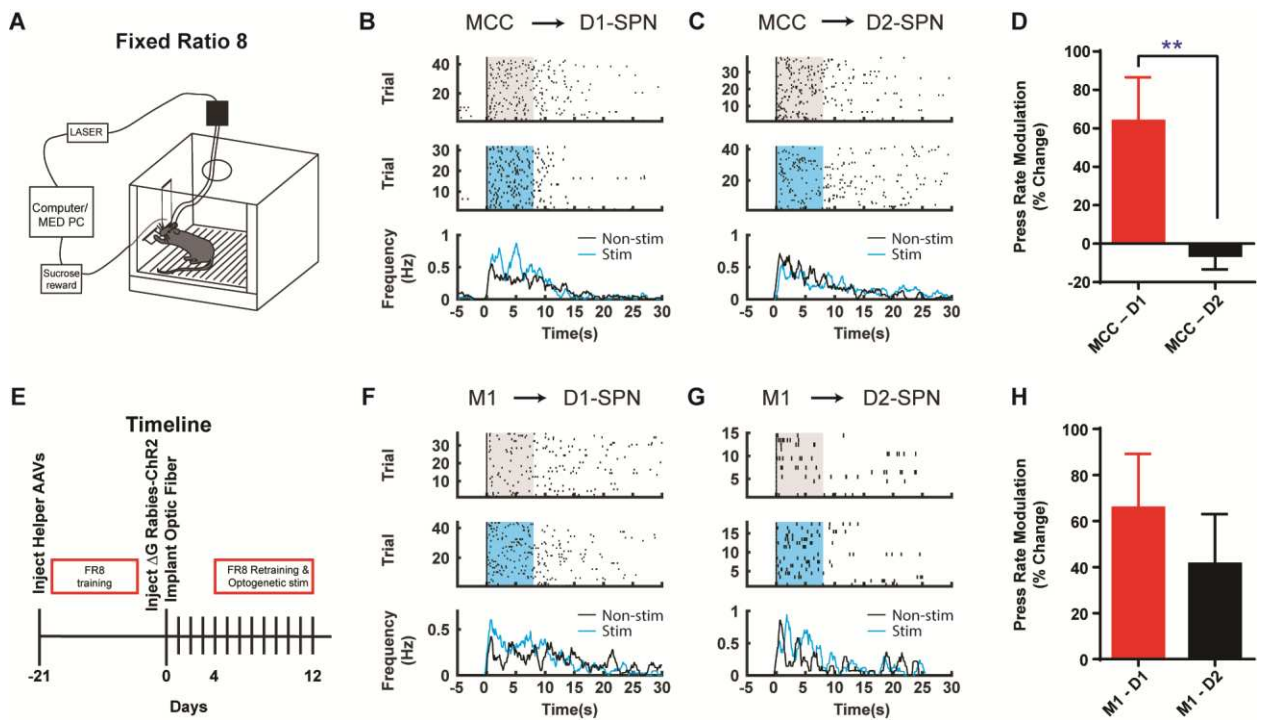 A
Fixed Ratio 8
LASER
Computer/
MED PC
Sucrose
reward
B
MCC → D1-SPN
Trial
40
20
Trial
30
20
10
Frequency
(Hz)
1
0.5
0
Non-stim
Stim
-5 0 5 10 15 20 25 30
Time(s)
C
MCC → D2-SPN
Trial
30
20
10
Trial
40
20
Frequency
(Hz)
1
0.5
0
Non-stim
Stim
-5 0 5 10 15 20 25 30
Time(s)
D
Press Rate Modulation
(% Change)
100
80
60
40
20
0
-20
**
MCC – D1
MCC – D2
E
Timeline
Inject Helper AAVs
FR8
training
Inject ΔG Rabies-ChR2
Implant Optic Fiber
FR8 Retraining &
Optogenetic stim
-21 0 4 12
Days
F
M1 → D1-SPN
Trial
30
20
10
Trial
40
20
Frequency
(Hz)
0.5
0
Non-stim
Stim
-5 0 5 10 15 20 25 30
Time(s)
G
M1 → D2-SPN
Trial
15
10
5
Trial
15
10
5
Frequency
(Hz)
1
0.5
0
Non-stim
Stim
-5 0 5 10 15 20 25 30
Time(s)
H
Press Rate Modulation
(% Change)
100
80
60
40
20
0
M1 - D1
M1 - D2